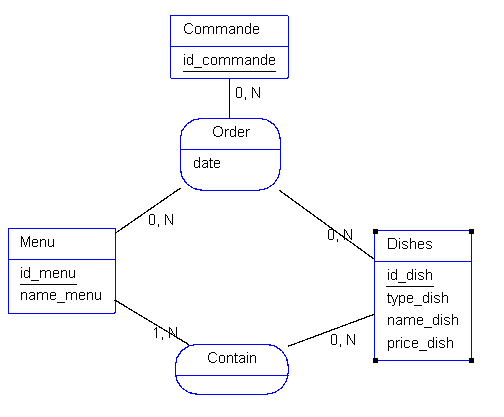 Commande
id_commande
0, N
Order
date
0, N
0, N
Menu
id_menu
name_menu
Dishes
id_dish
type_dish
name_dish
price_dish
1, N
0, N
Contain